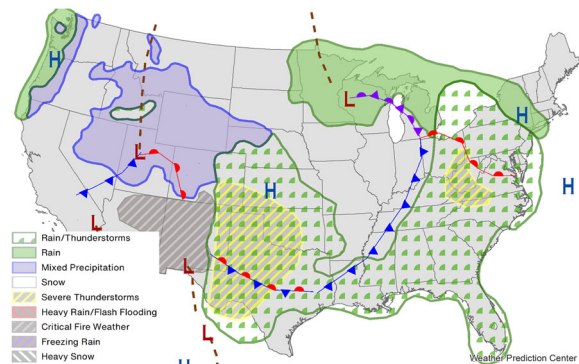 H
L
H
L
H
H
L
L
L
L
H
Rain/Thunderstorms
Rain
Mixed Precipitation
Snow
Severe Thunderstorms
Heavy Rain/Flash Flooding
Critical Fire Weather
Freezing Rain
Heavy Snow
Weather Prediction Center